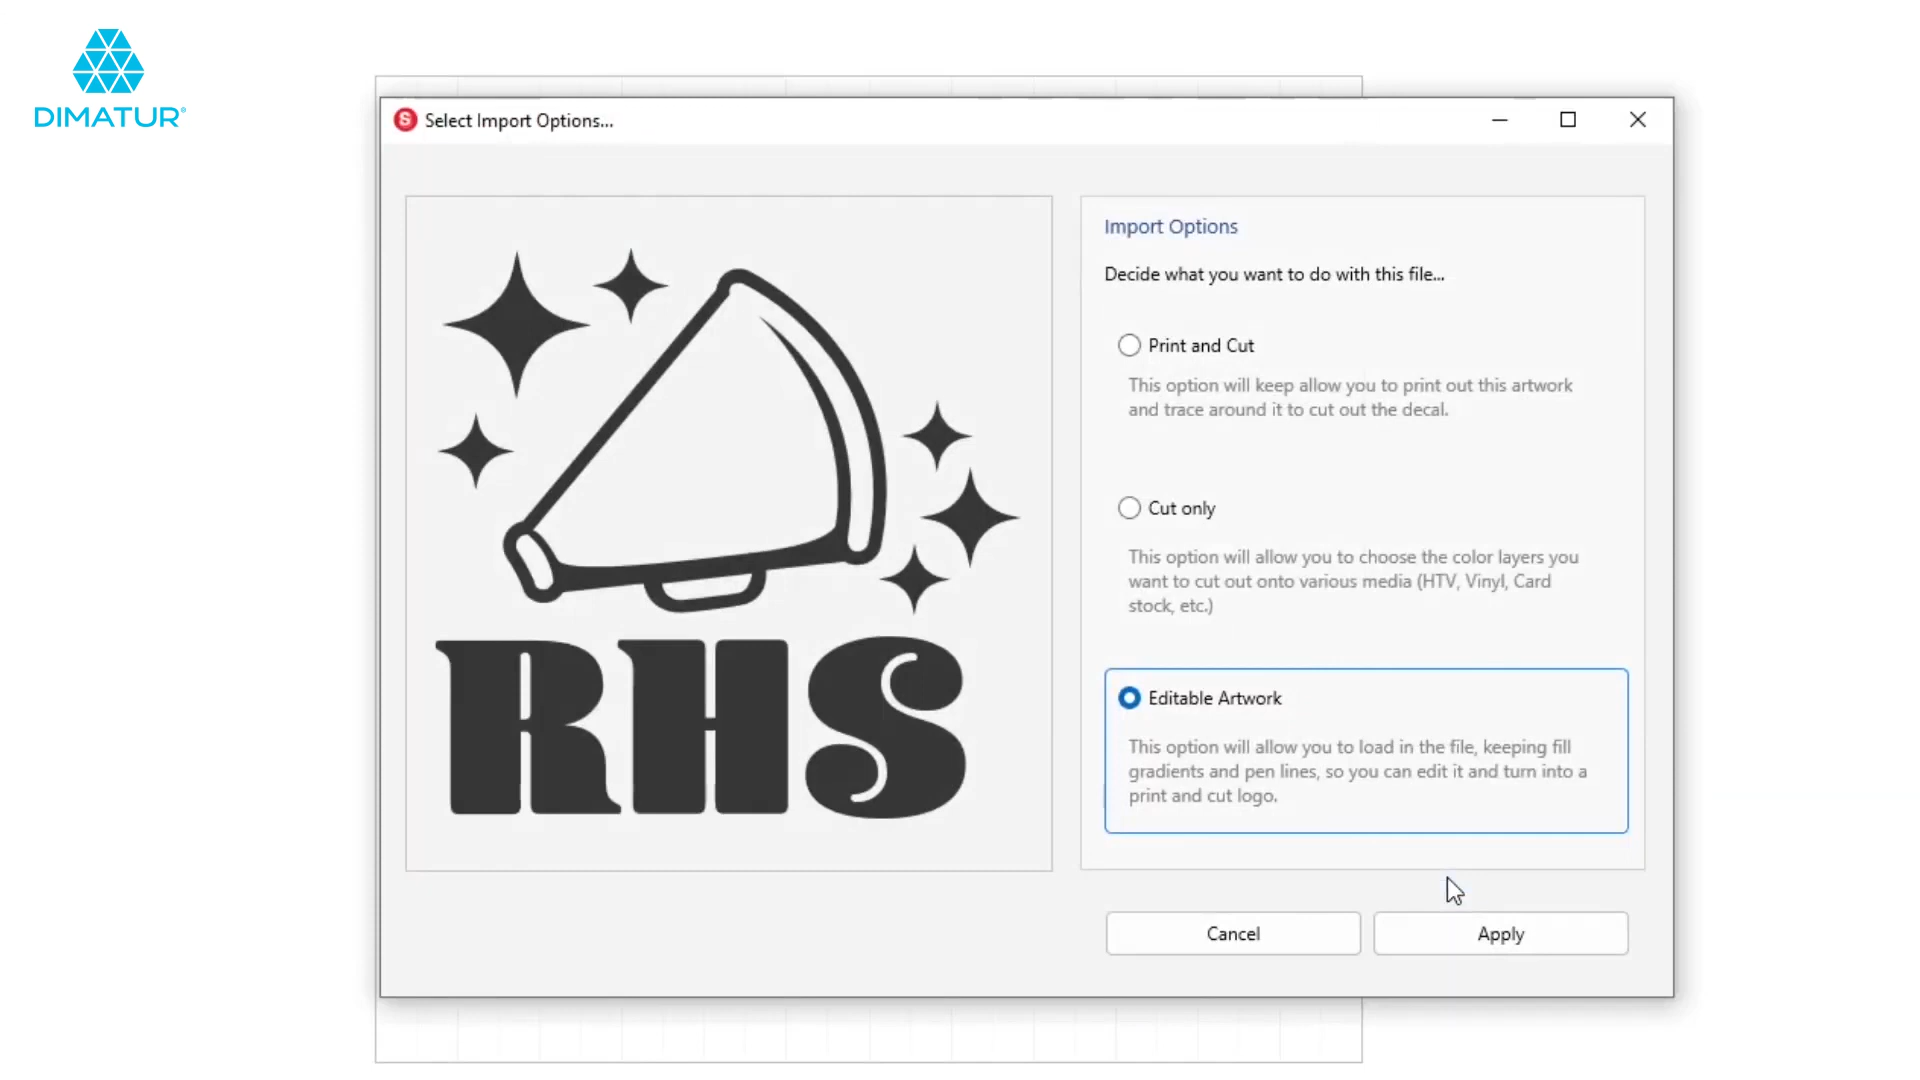 DIMATUR®
Select Import Options...
RHS
Import Options
Decide what you want to do with this file...
Print and Cut
This option will keep allow you to print out this artwork
and trace around it to cut out the decal.
Cut only
This option will allow you to choose the color layers you
want to cut out onto various media (HTV, Vinyl, Card
stock, etc.)
Editable Artwork
This option will allow you to load in the file, keeping fill
gradients and pen lines, so you can edit it and turn into a
print and cut logo.
Cancel
Apply